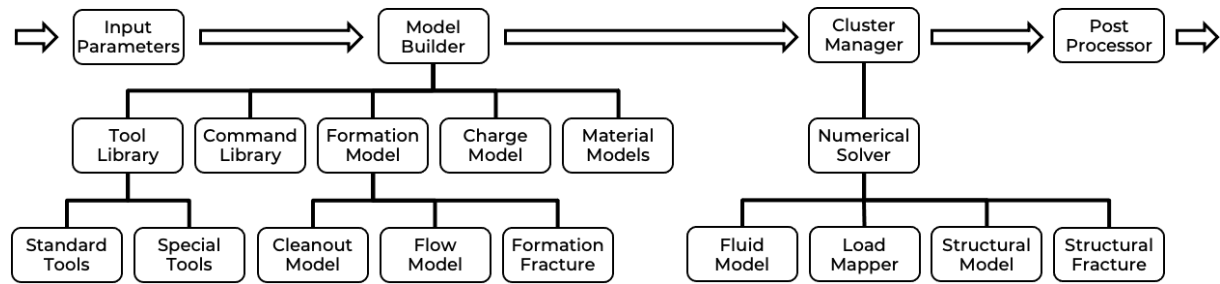 Input
Parameters
Model
Builder
Cluster
Manager
Post
Processor
Tool
Library
Command
Library
Formation
Model
Charge
Model
Material
Models
Numerical
Solver
Standard
Tools
Special
Tools
Cleanout
Model
Flow
Model
Formation
Fracture
Fluid
Model
Load
Mapper
Structural
Model
Structural
Fracture